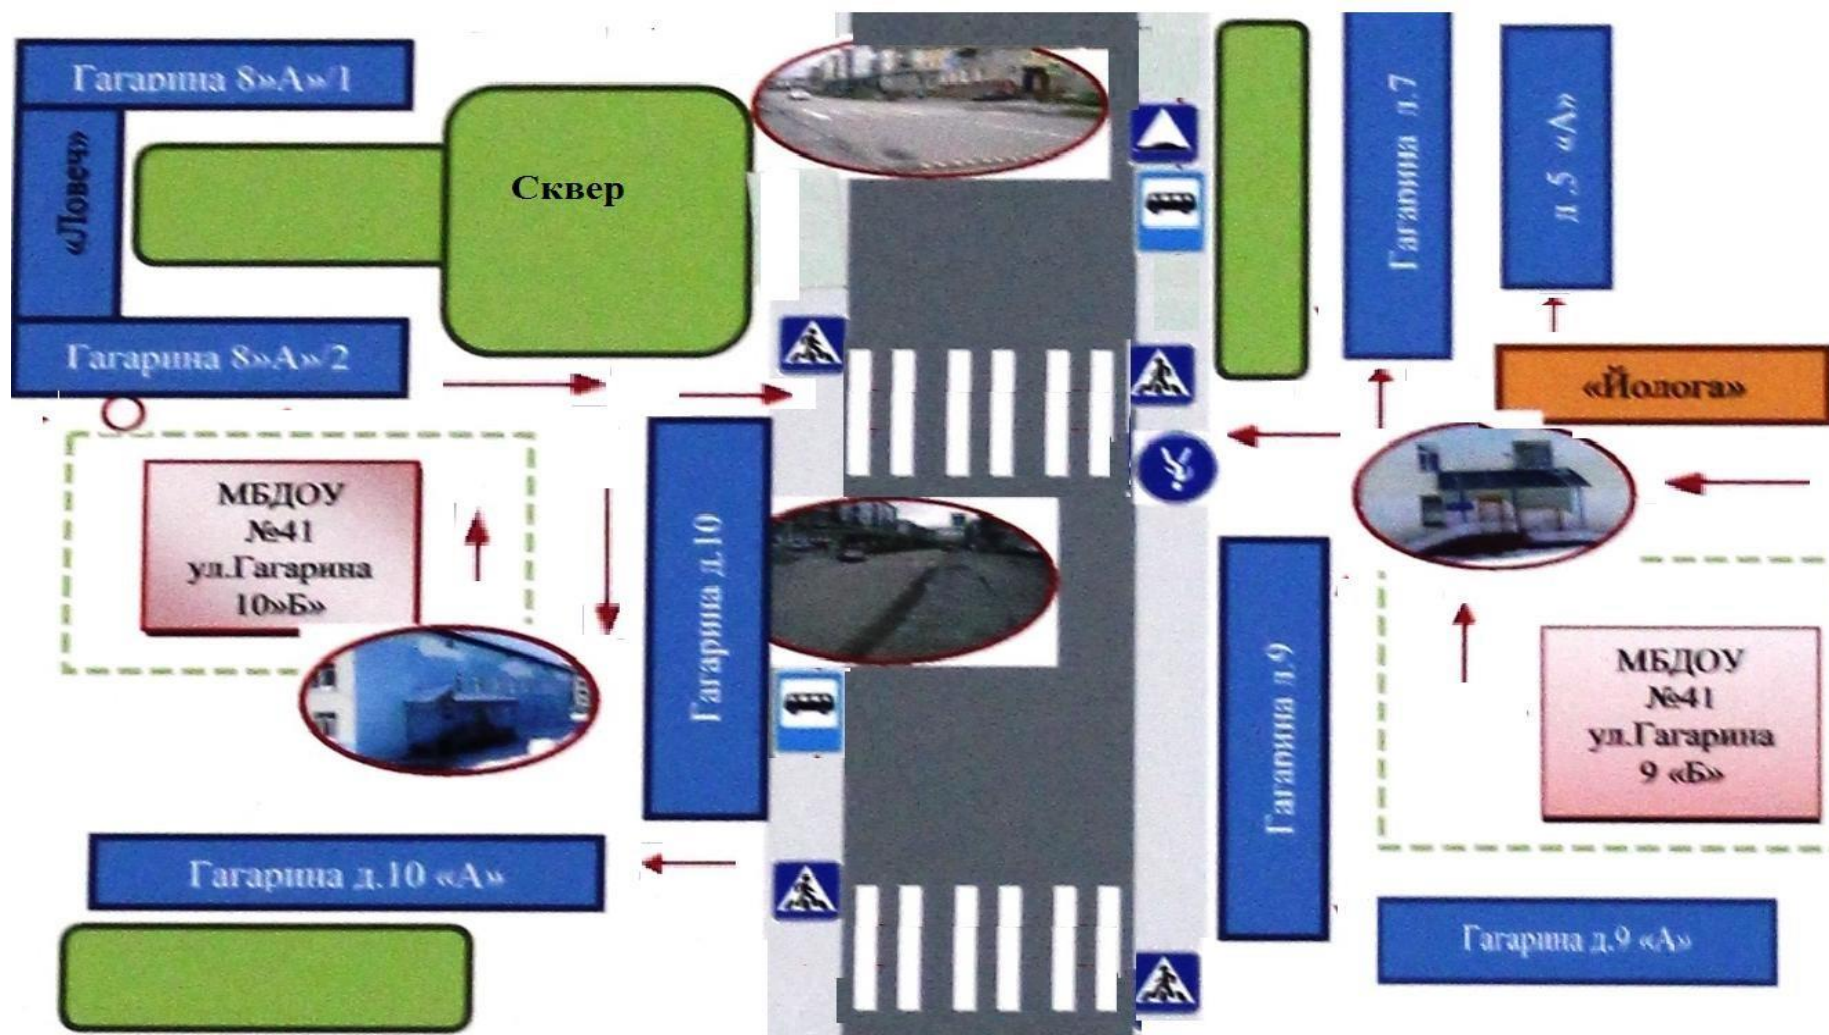 Гагарина 8»А»/1
«Ловеч»
Сквер
Гагарина 8»А»/2
МБДОУ
№41
ул.Гагарина
10»Б»
Гагарина д.10
Гагарина д.10 «А»
Гагарина д.7
д.5 «А»
«Йолога»
Гагарина д.9
МБДОУ
№41
ул.Гагарина
9 «Б»
Гагарина д.9 «А»